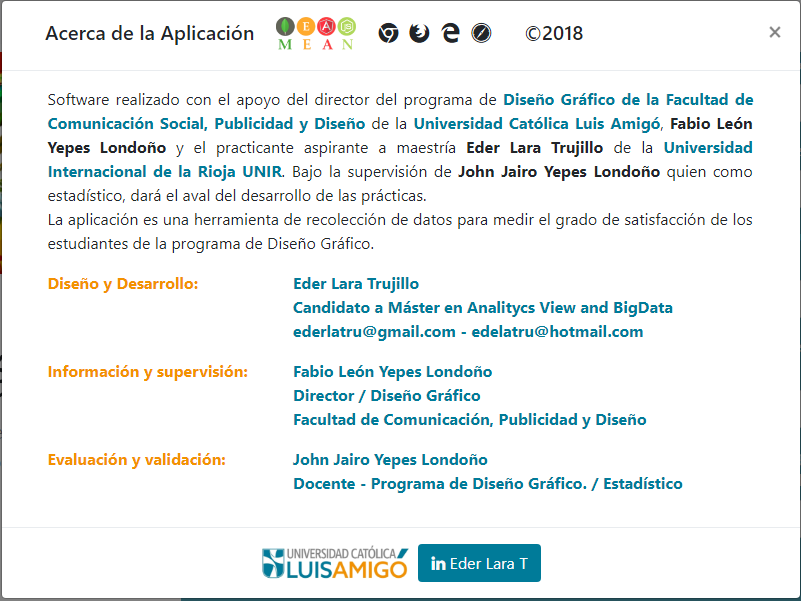 Acerca de la Aplicación
M E A N
©2018
×
Software realizado con el apoyo del director del programa de Diseño Gráfico de la Facultad de
Comunicación Social, Publicidad y Diseño de la Universidad Católica Luis Amigó, Fabio León
Yepes Londoño y el practicante aspirante a maestría Eder Lara Trujillo de la Universidad
Internacional de la Rioja UNIR. Bajo la supervisión de John Jairo Yepes Londoño quien como
estadístico, dará el aval del desarrollo de las prácticas.
La aplicación es una herramienta de recolección de datos para medir el grado de satisfacción de los
estudiantes de la programa de Diseño Gráfico.
Diseño y Desarrollo:
Eder Lara Trujillo
Candidato a Máster en Analitycs View and BigData
ederlatru@gmail.com - edelatru@hotmail.com
Información y supervisión:
Fabio León Yepes Londoño
Director / Diseño Gráfico
Facultad de Comunicación, Publicidad y Diseño
Evaluación y validación:
John Jairo Yepes Londoño
Docente - Programa de Diseño Gráfico. / Estadístico
UNIVERSIDAD CATÓLICA
LUISAMIGÓ
in Eder Lara T